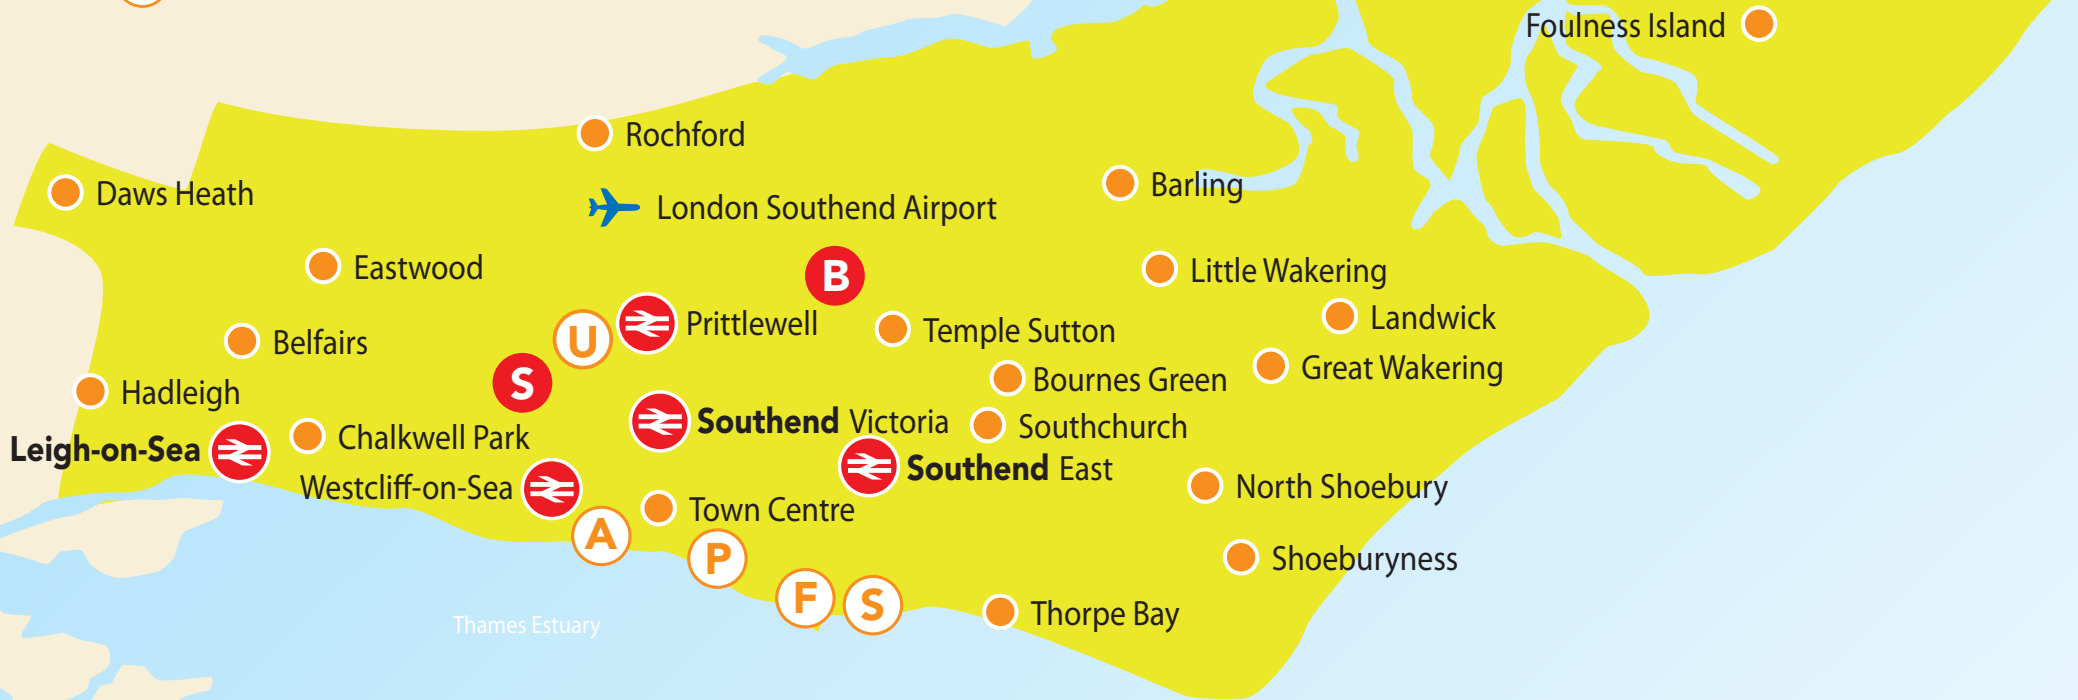 Foulness Island
Rochford
Daws Heath
London Southend Airport
Barling
Eastwood
B
Little Wakering
Prittlewell
U
Temple Sutton
Landwick
Belfairs
Great Wakering
S
Bournes Green
Hadleigh
Southend Victoria
Southchurch
Leigh-on-Sea
Chalkwell Park
Southend East
Westcliff-on-Sea
North Shoebury
Town Centre
A
P
Shoeburyness
F
S
Thorpe Bay
Thames Estuary